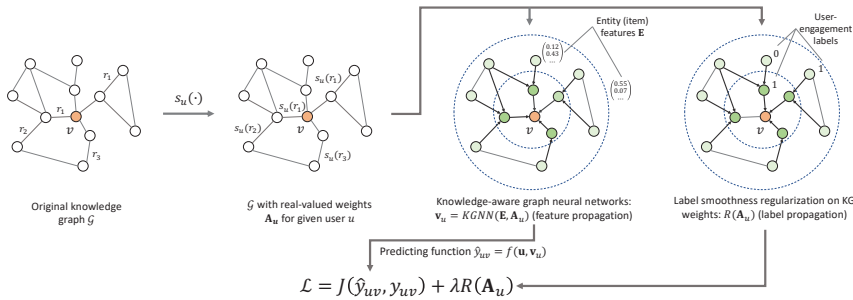 Entity (item)
features E
User-
engagement
labels
0.12
0.43
...
0.55
0.07
...
0
1
1
r₁
r₁
r₂
r₃
v
s_u(·)
s_u(r₁)
s_u(r₁)
s_u(r₂)
s_u(r₃)
v
v
v
Original knowledge
graph 𝒢
𝒢 with real-valued weights
A_u for given user u
Knowledge-aware graph neural networks:
v_u = KGNN(E, A_u) (feature propagation)
Label smoothness regularization on KG
weights: R(A_u) (label propagation)
Predicting function ŷ_uv = f(u, v_u)
ℒ = J(ŷ_uv, y_uv) + λR(A_u)